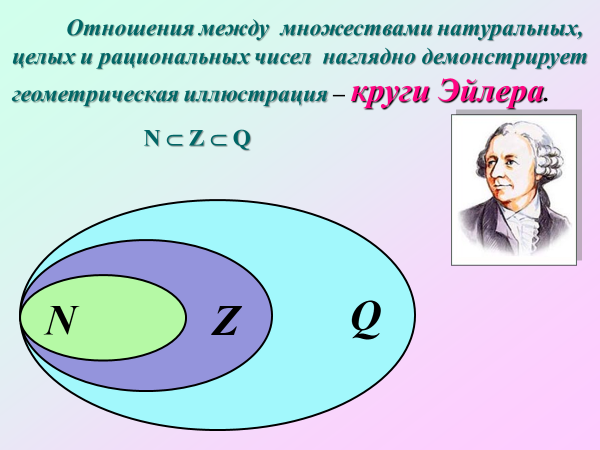 Отношения между множествами натуральных,
целых и рациональных чисел наглядно демонстрирует
геометрическая иллюстрация – круги Эйлера.
N ⊂ Z ⊂ Q
N Z Q